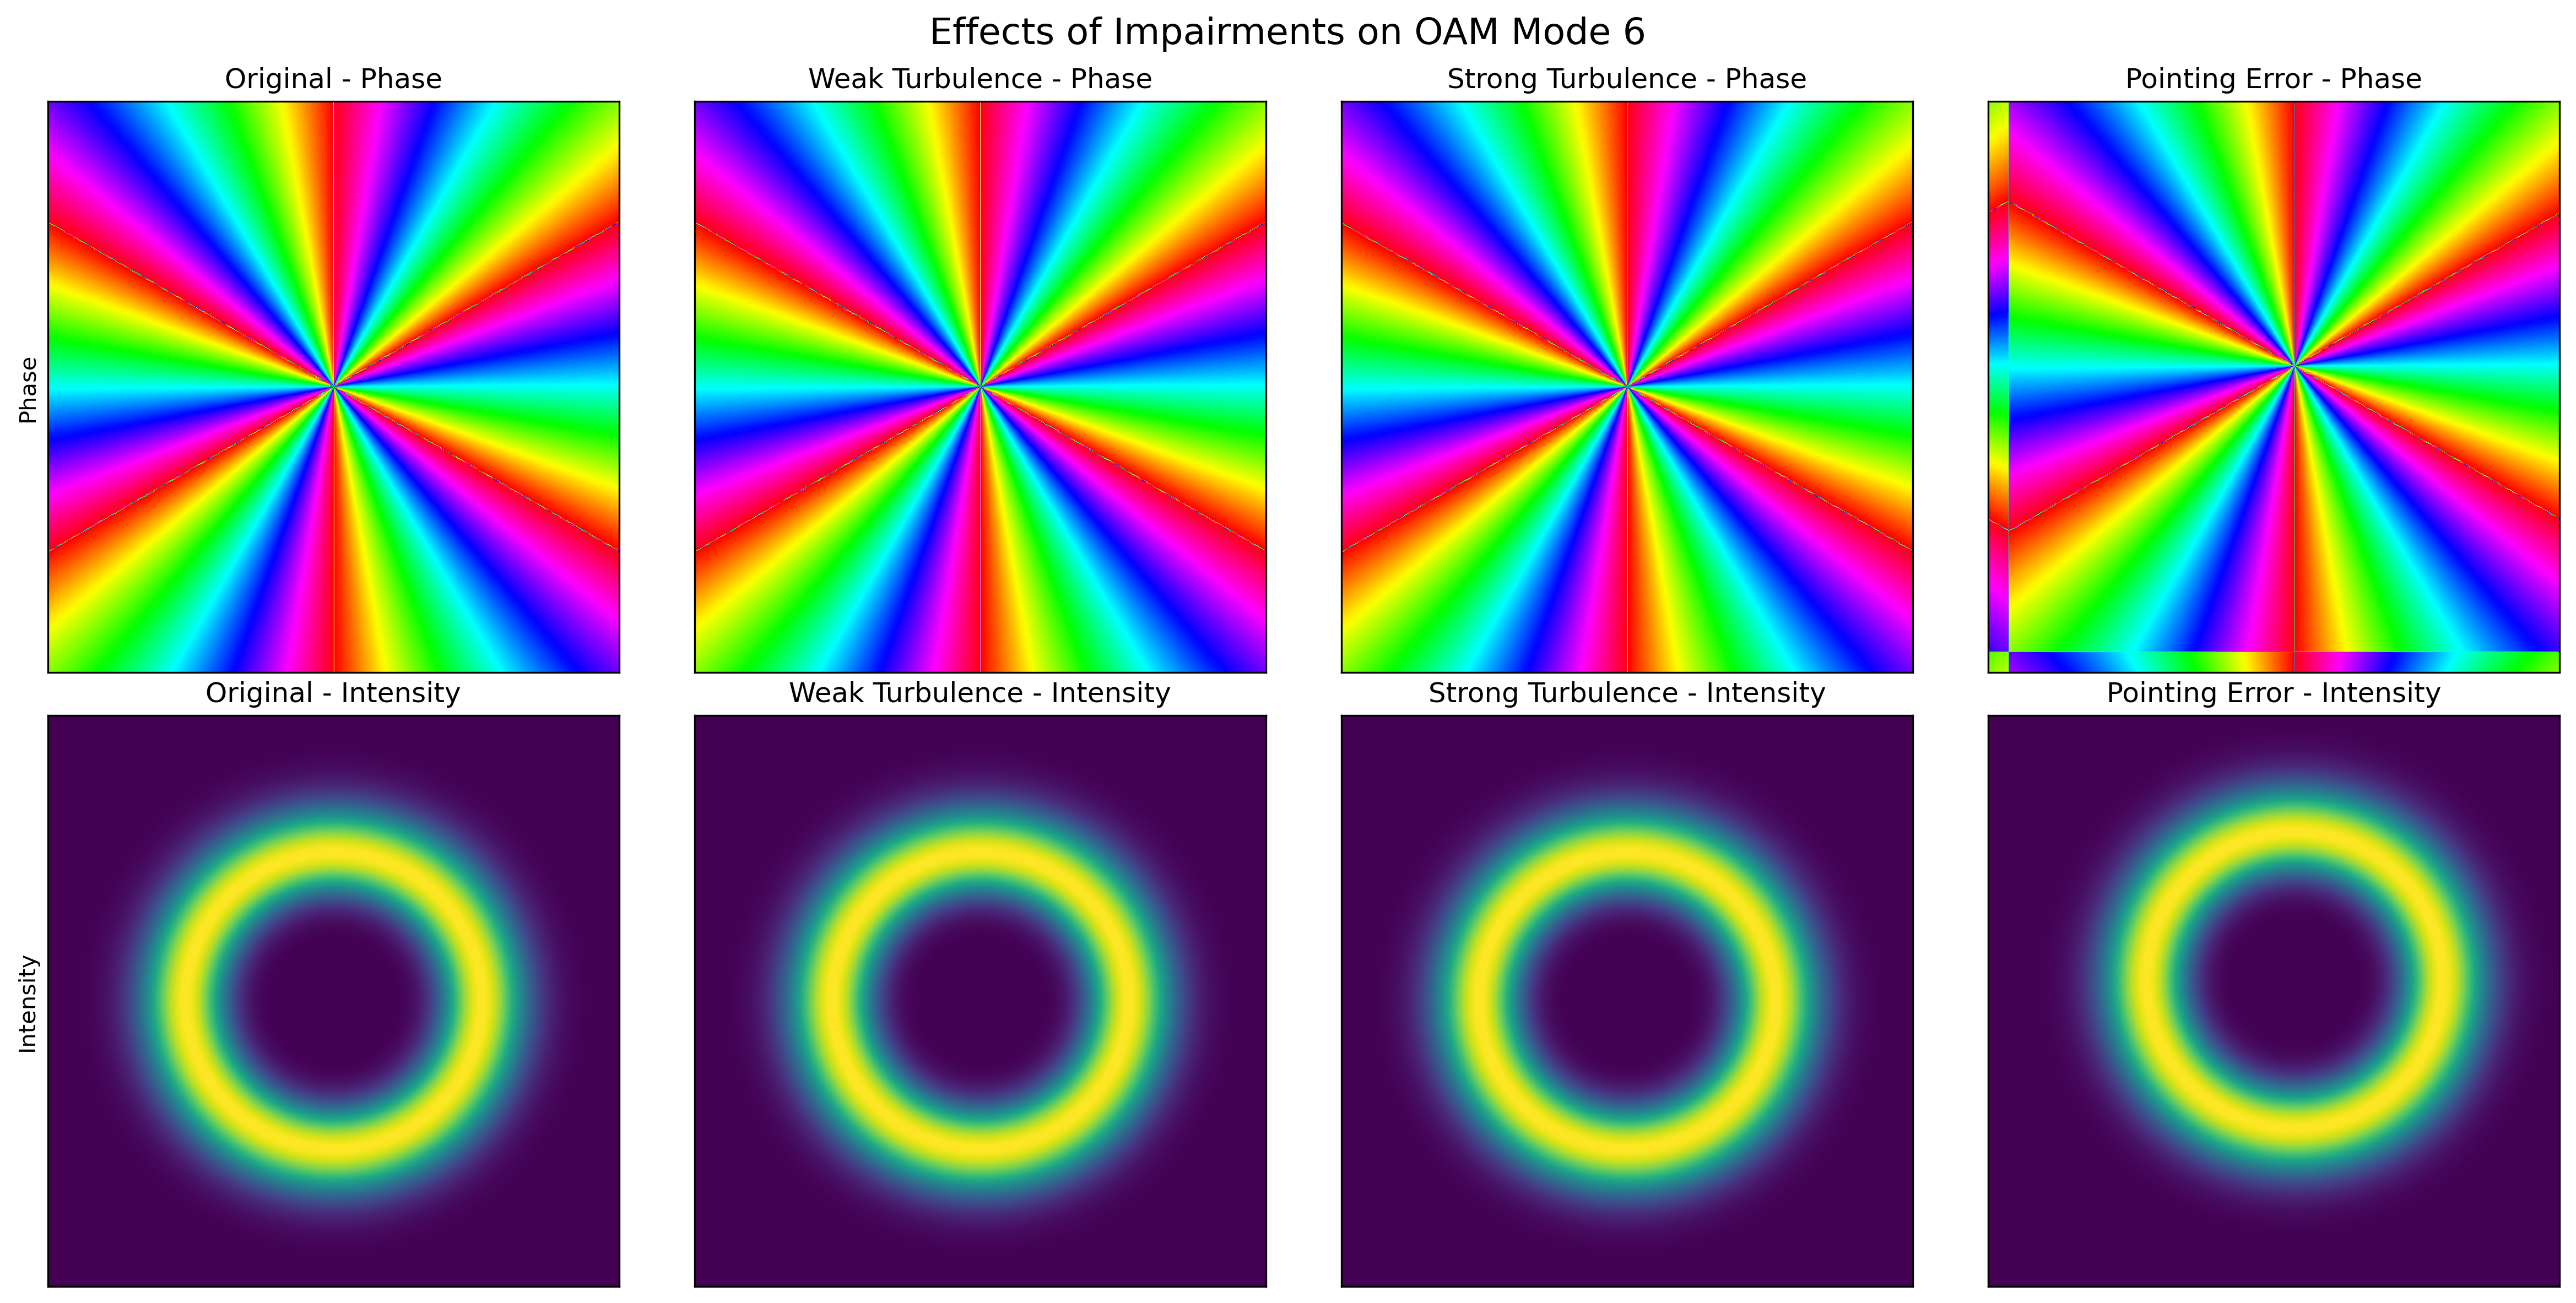 Effects of Impairments on OAM Mode 6
Original - Phase
Weak Turbulence - Phase
Strong Turbulence - Phase
Pointing Error - Phase
Phase
Original - Intensity
Weak Turbulence - Intensity
Strong Turbulence - Intensity
Pointing Error - Intensity
Intensity